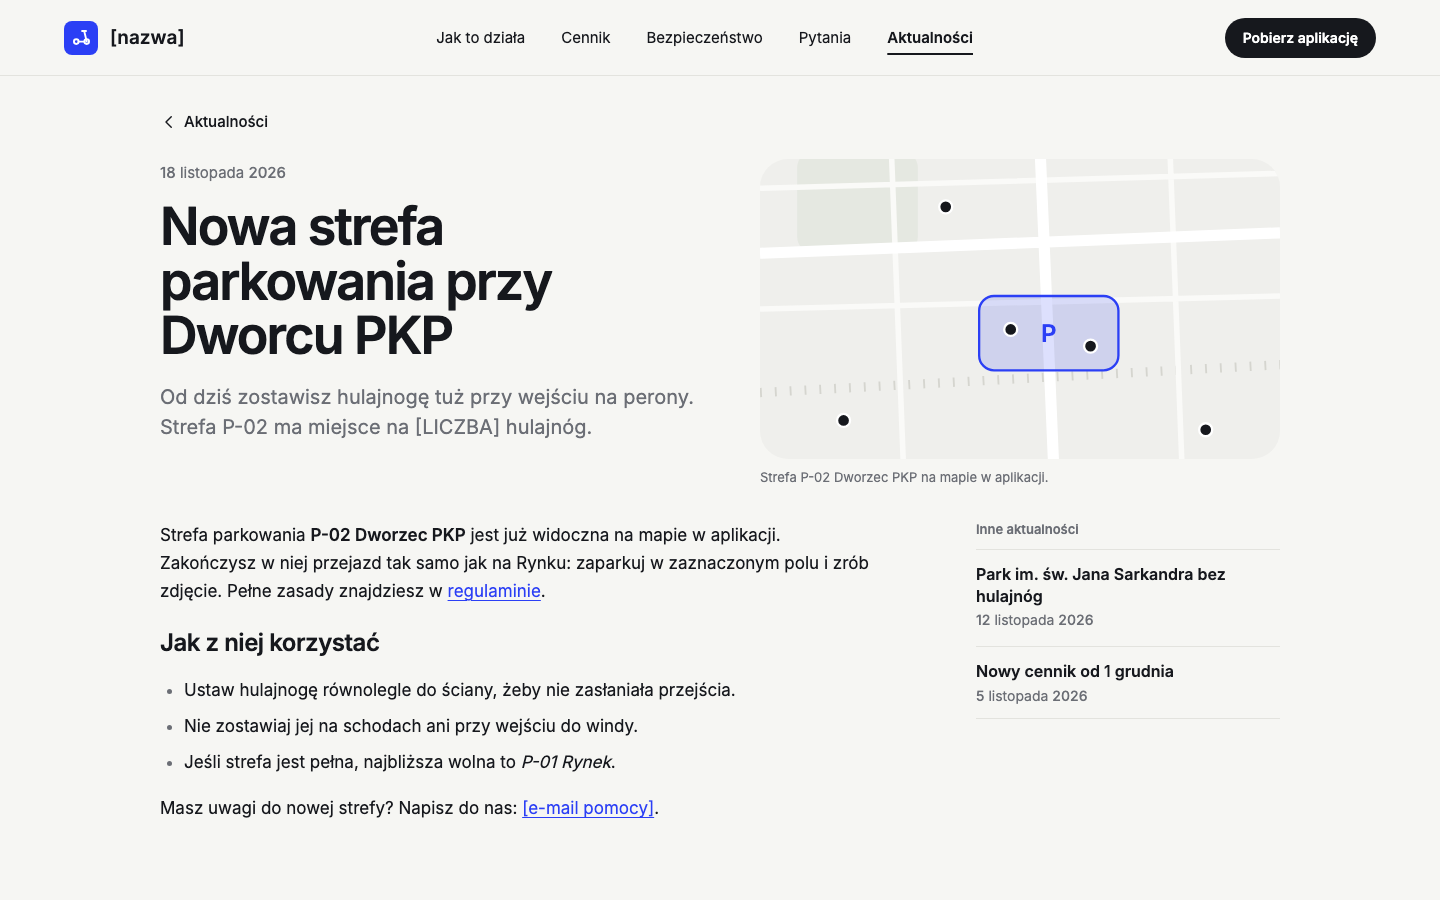 [nazwa]
Jak to działa
Cennik
Bezpieczeństwo
Pytania
Aktualności
Pobierz aplikację
Aktualności
18 listopada 2026
Nowa strefa
parkowania przy
Dworcu PKP
Od dziś zostawisz hulajnogę tuż przy wejściu na perony.
Strefa P-02 ma miejsce na [LICZBA] hulajnóg.
P
Strefa P-02 Dworzec PKP na mapie w aplikacji.
Strefa parkowania P-02 Dworzec PKP jest już widoczna na mapie w aplikacji.
Zakończysz w niej przejazd tak samo jak na Rynku: zaparkuj w zaznaczonym polu i zrób
zdjęcie. Pełne zasady znajdziesz w regulaminie.
Jak z niej korzystać
Ustaw hulajnogę równolegle do ściany, żeby nie zasłaniała przejścia.
Nie zostawiaj jej na schodach ani przy wejściu do windy.
Jeśli strefa jest pełna, najbliższa wolna to P-01 Rynek.
Masz uwagi do nowej strefy? Napisz do nas: [e-mail pomocy].
Inne aktualności
Park im. św. Jana Sarkandra bez
hulajnóg
12 listopada 2026
Nowy cennik od 1 grudnia
5 listopada 2026